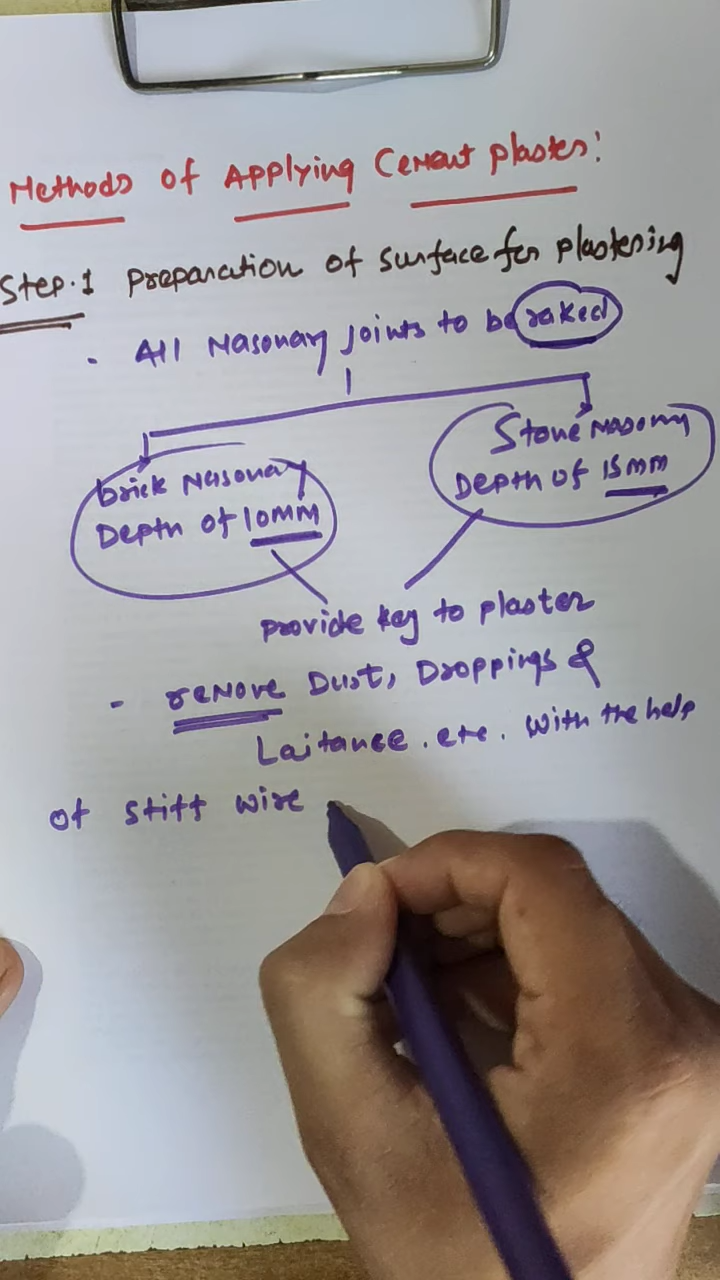 Methods of Applying Cement plaster:
Step.1 preparation of surface for plastering
- All Masonary joints to be raked
Stone Masonry
Depth of 15mm
brick Masonary
Depth of 10MM
provide key to plaster
- remove Dust, Droppings &
Laitance. etc. with the help
of stiff wire